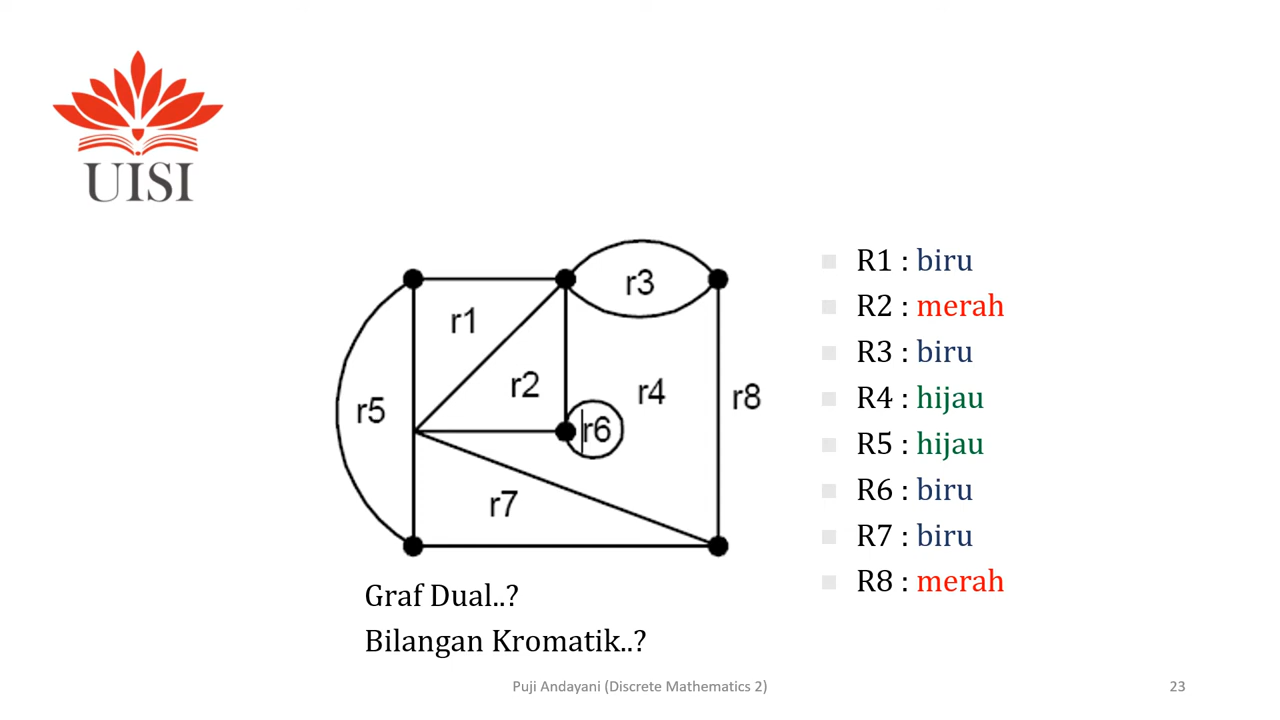 UISI
r3
r1
r2
r4
r5
r8
r6
r7
R1 : biru
R2 : merah
R3 : biru
R4 : hijau
R5 : hijau
R6 : biru
R7 : biru
R8 : merah
Graf Dual..?
Bilangan Kromatik..?
Puji Andayani (Discrete Mathematics 2)
23